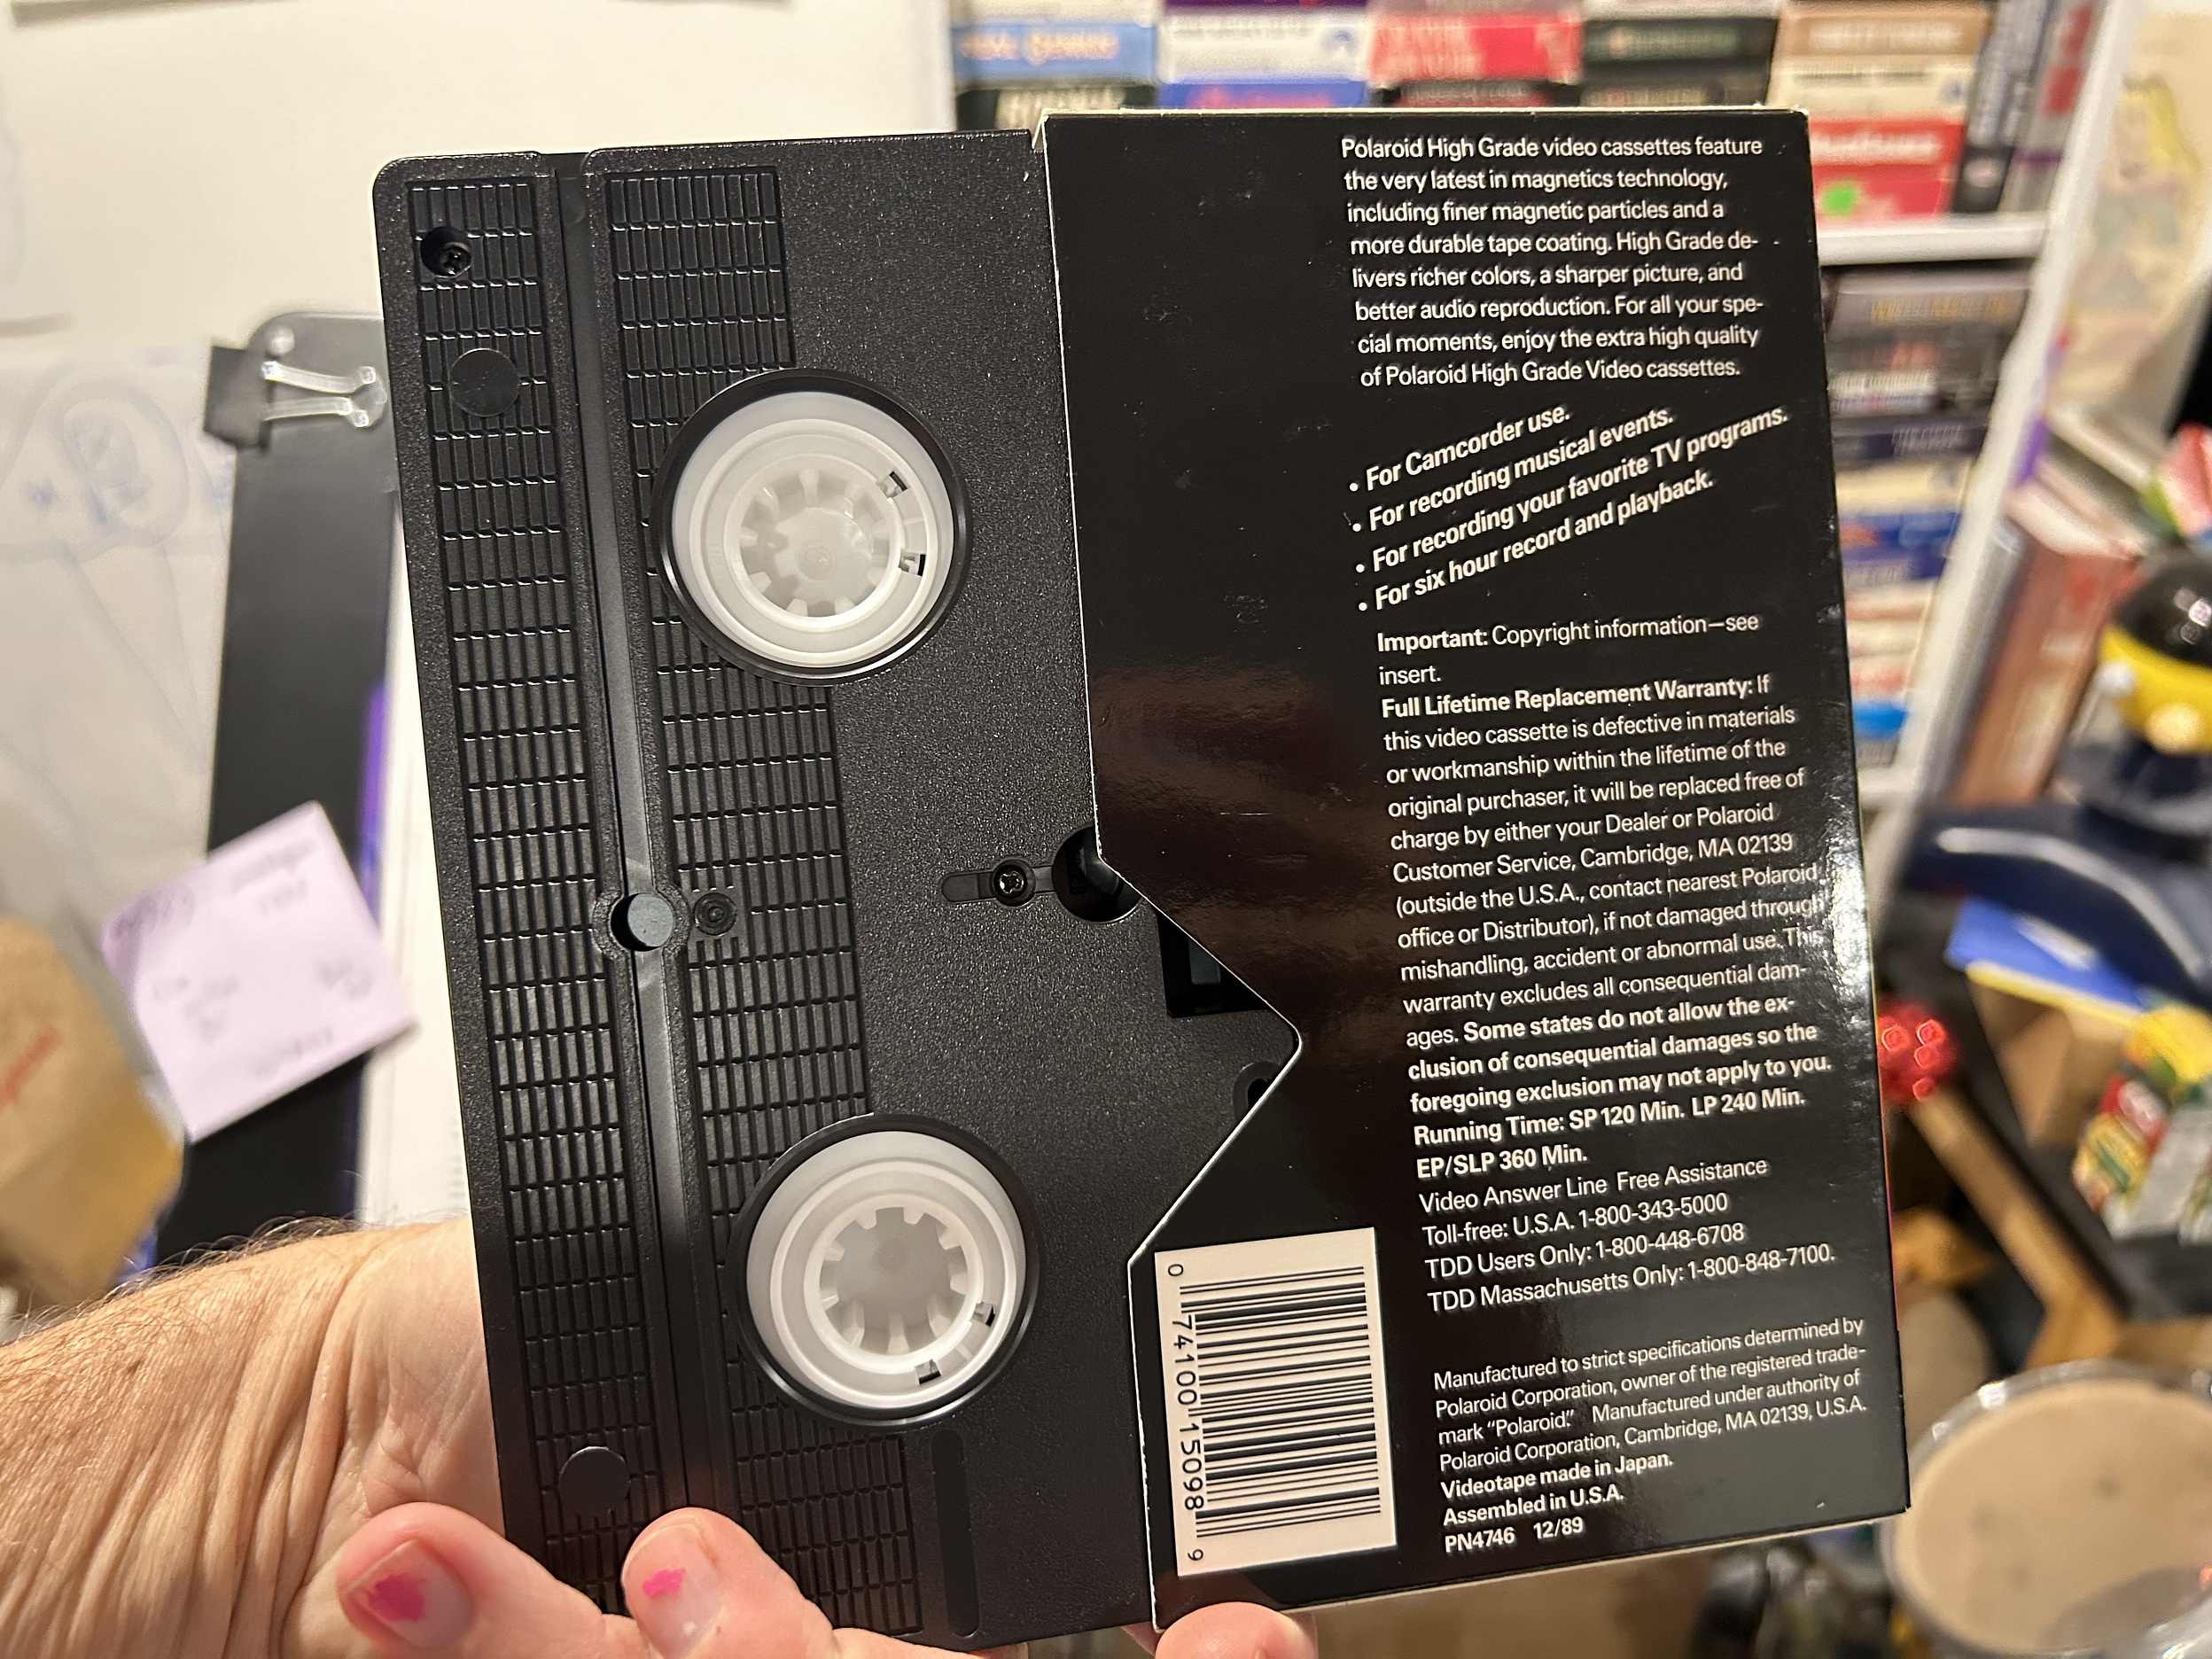 Polaroid High Grade video cassettes feature
the very latest in magnetics technology,
including finer magnetic particles and a
more durable tape coating. High Grade de-
livers richer colors, a sharper picture, and
better audio reproduction. For all your spe-
cial moments, enjoy the extra high quality
of Polaroid High Grade Video cassettes.
• For Camcorder use.
• For recording musical events.
• For recording your favorite TV programs.
• For six hour record and playback.
Important: Copyright information—see
insert.
Full Lifetime Replacement Warranty: If
this video cassette is defective in materials
or workmanship within the lifetime of the
original purchaser, it will be replaced free of
charge by either your Dealer or Polaroid
Customer Service, Cambridge, MA 02139
(outside the U.S.A., contact nearest Polaroid
office or Distributor), if not damaged through
mishandling, accident or abnormal use. This
warranty excludes all consequential dam-
ages. Some states do not allow the ex-
clusion of consequential damages so the
foregoing exclusion may not apply to you.
Running Time: SP 120 Min. LP 240 Min.
EP/SLP 360 Min.
Video Answer Line Free Assistance
Toll-free: U.S.A. 1-800-343-5000
TDD Users Only: 1-800-448-6708
TDD Massachusetts Only: 1-800-848-7100.
Manufactured to strict specifications determined by
Polaroid Corporation, owner of the registered trade-
mark “Polaroid.” Manufactured under authority of
Polaroid Corporation, Cambridge, MA 02139, U.S.A.
Videotape made in Japan.
Assembled in U.S.A.
PN4746 12/89
0 74100 15098 9